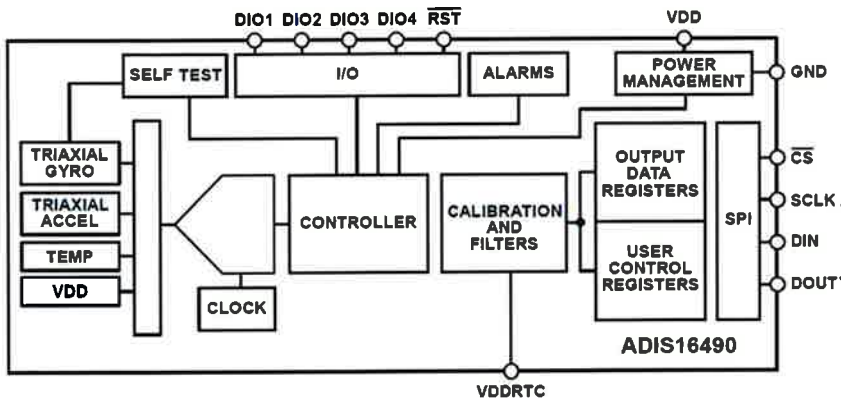 DIO1 DIO2 DIO3 DIO4 RST VDD
SELF TEST
I/O
ALARMS
POWER
MANAGEMENT
GND
TRIAXIAL
GYRO
TRIAXIAL
ACCEL
TEMP
VDD
CLOCK
CONTROLLER
CALIBRATION
AND
FILTERS
OUTPUT
DATA
REGISTERS
USER
CONTROL
REGISTERS
SPI
CS
SCLK
DIN
DOUT
ADIS16490
VDDRTC